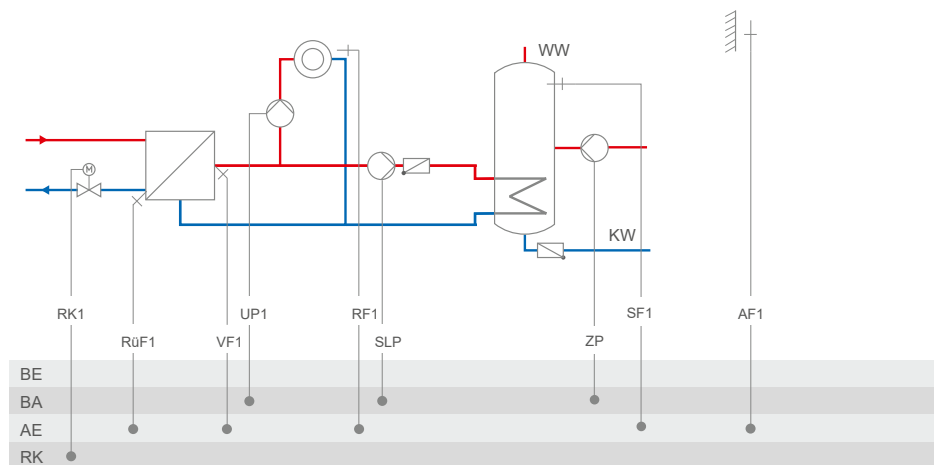 WW
M
KW
RK1 UP1 RF1 SF1 AF1
RüF1 VF1 SLP ZP
BE
BA
AE
RK